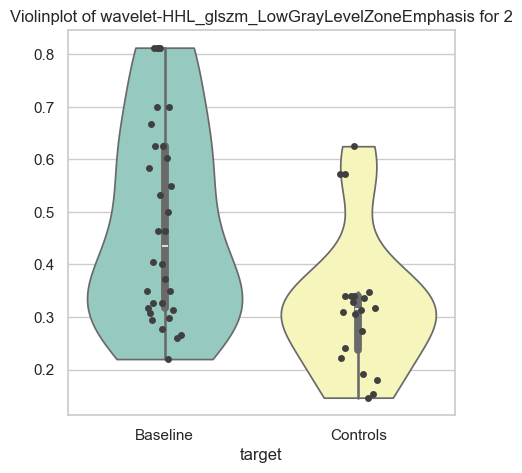 Violinplot of wavelet-HHL_glszm_LowGrayLevelZoneEmphasis for 2
0.8
0.7
0.6
0.5
0.4
0.3
0.2
Baseline Controls
target